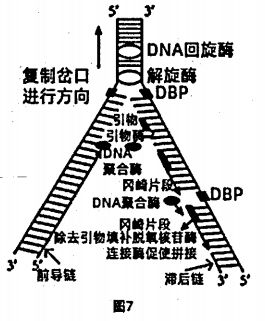 5' 3'
DNA回旋酶
复制岔口
进行方向
解旋酶
DBP
引物
引物酶
DNA
聚合酶
冈崎片段
DBP
DNA聚合酶
冈崎片段
除去引物填补脱氧核苷酶
连接酶促使拼接
3' 5'
前导链
滞后链
3' 5'
图7